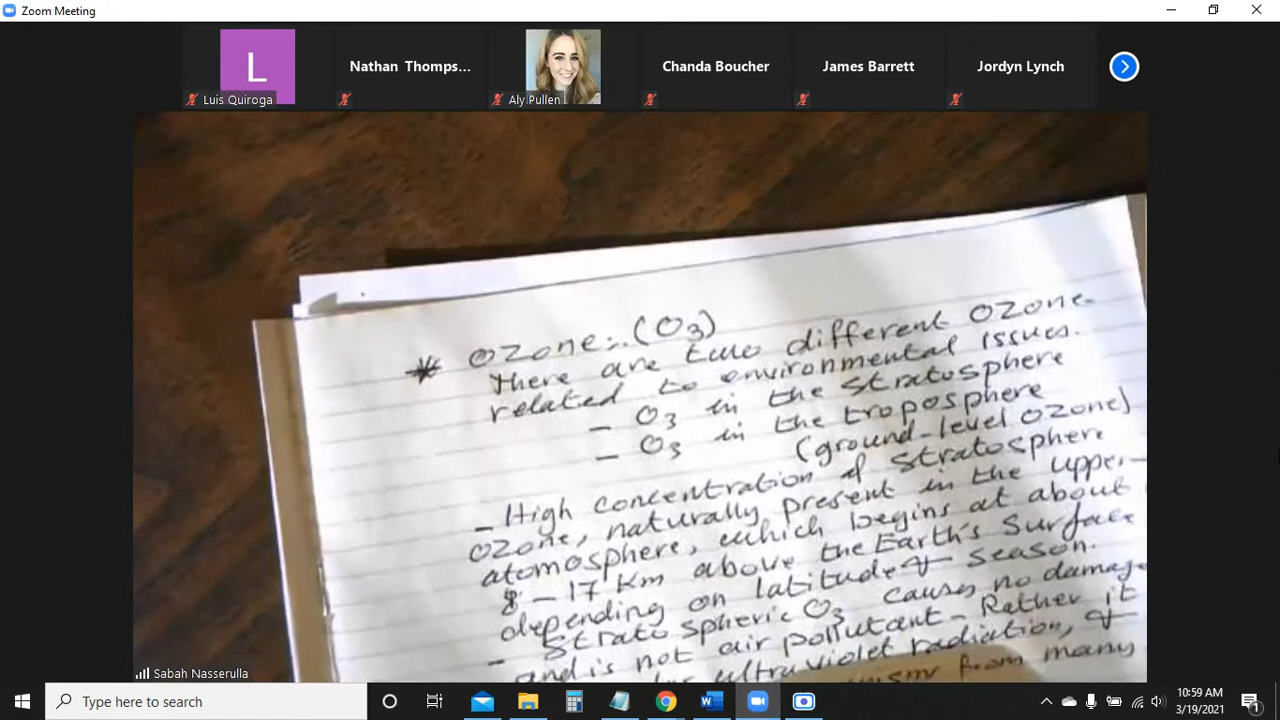 Zoom Meeting
L
Luis Quiroga
Nathan Thomps...
Aly Pullen
Chanda Boucher
James Barrett
Jordyn Lynch
* Ozone:. (O3)
There are two different Ozone.
related to environmental issues.
- O3 in the stratosphere
- O3 in the troposphere
(ground-level Ozone)
- High concentration of stratosphere
Ozone, naturally present in the upper-
atomosphere, which begins at about
8 - 17 Km above the Earth's Surface
depending on latitude & season.
- Stratospheric O3 causes no damage
and is not air pollutant - Rather it
ultraviolet radiation, &
from many
Sabah Nasserulla
Type here to search
10:59 AM
3/19/2021
1